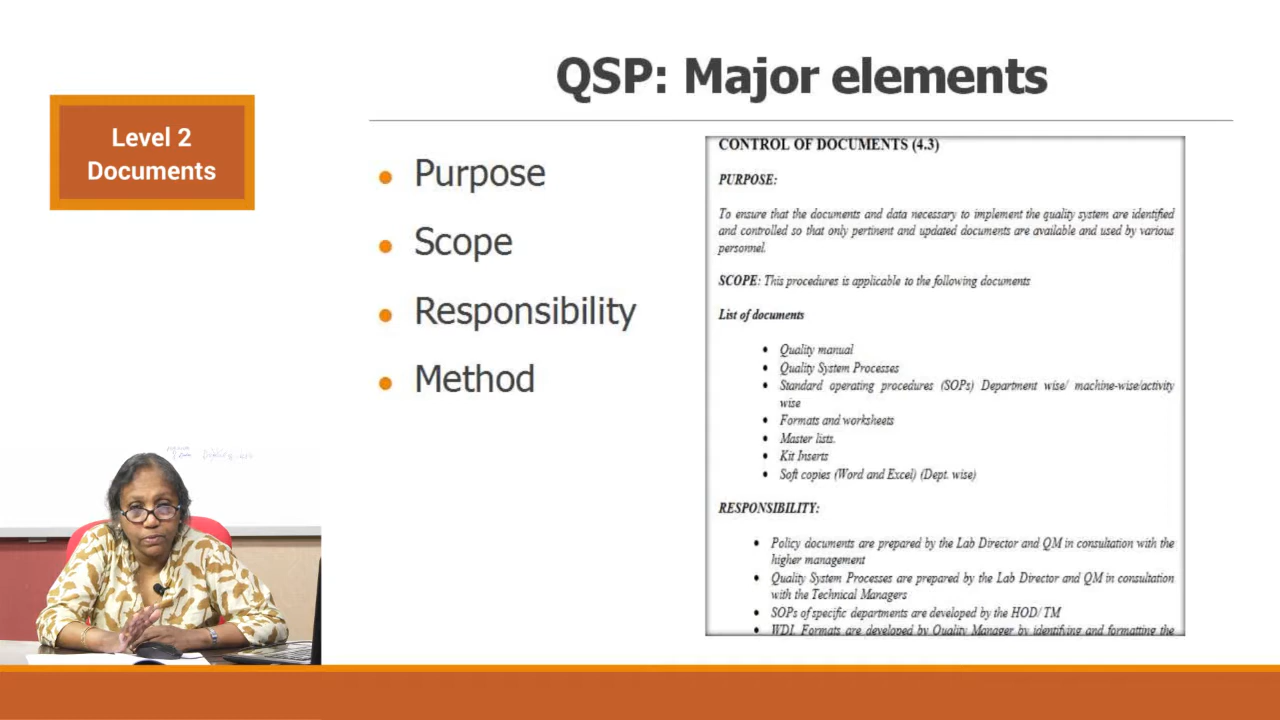 QSP: Major elements
Level 2
Documents
Purpose
Scope
Responsibility
Method
CONTROL OF DOCUMENTS (4.3)
PURPOSE:
To ensure that the documents and data necessary to implement the quality system are identified
and controlled so that only pertinent and updated documents are available and used by various
personnel.
SCOPE: This procedures is applicable to the following documents
List of documents
Quality manual
Quality System Processes
Standard operating procedures (SOPs) Department wise/ machine-wise/activity
wise
Formats and worksheets
Master lists.
Kit Inserts
Soft copies (Word and Excel) (Dept. wise)
RESPONSIBILITY:
Policy documents are prepared by the Lab Director and QM in consultation with the
higher management
Quality System Processes are prepared by the Lab Director and QM in consultation
with the Technical Managers
SOPs of specific departments are developed by the HOD/ TM
WDI, Formats are developed by Quality Manager by identifying and formatting the